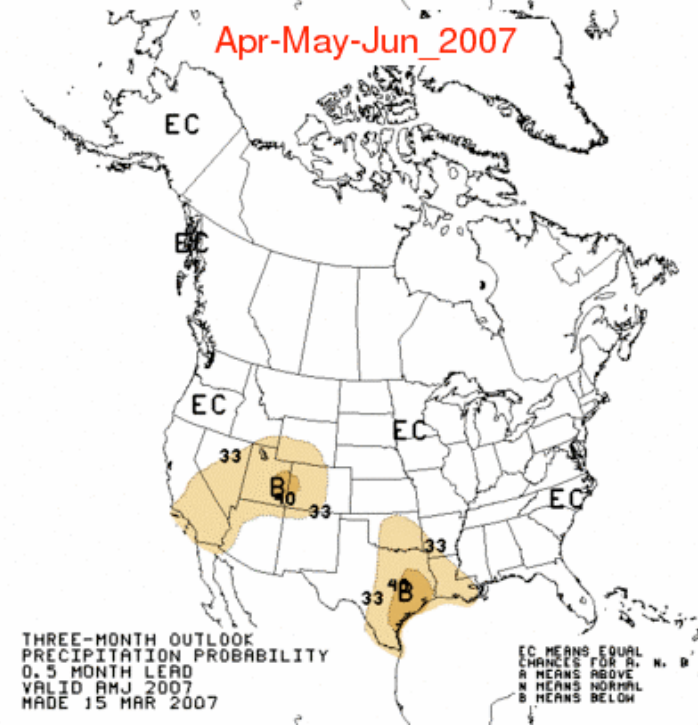 Apr-May-Jun_2007
EC
EC
EC
EC
33
B
40
33
EC
33
40
B
33
THREE-MONTH OUTLOOK
PRECIPITATION PROBABILITY
0.5 MONTH LEAD
VALID AMJ 2007
MADE 15 MAR 2007
EC MEANS EQUAL
CHANCES FOR A, N, B
A MEANS ABOVE
N MEANS NORMAL
B MEANS BELOW